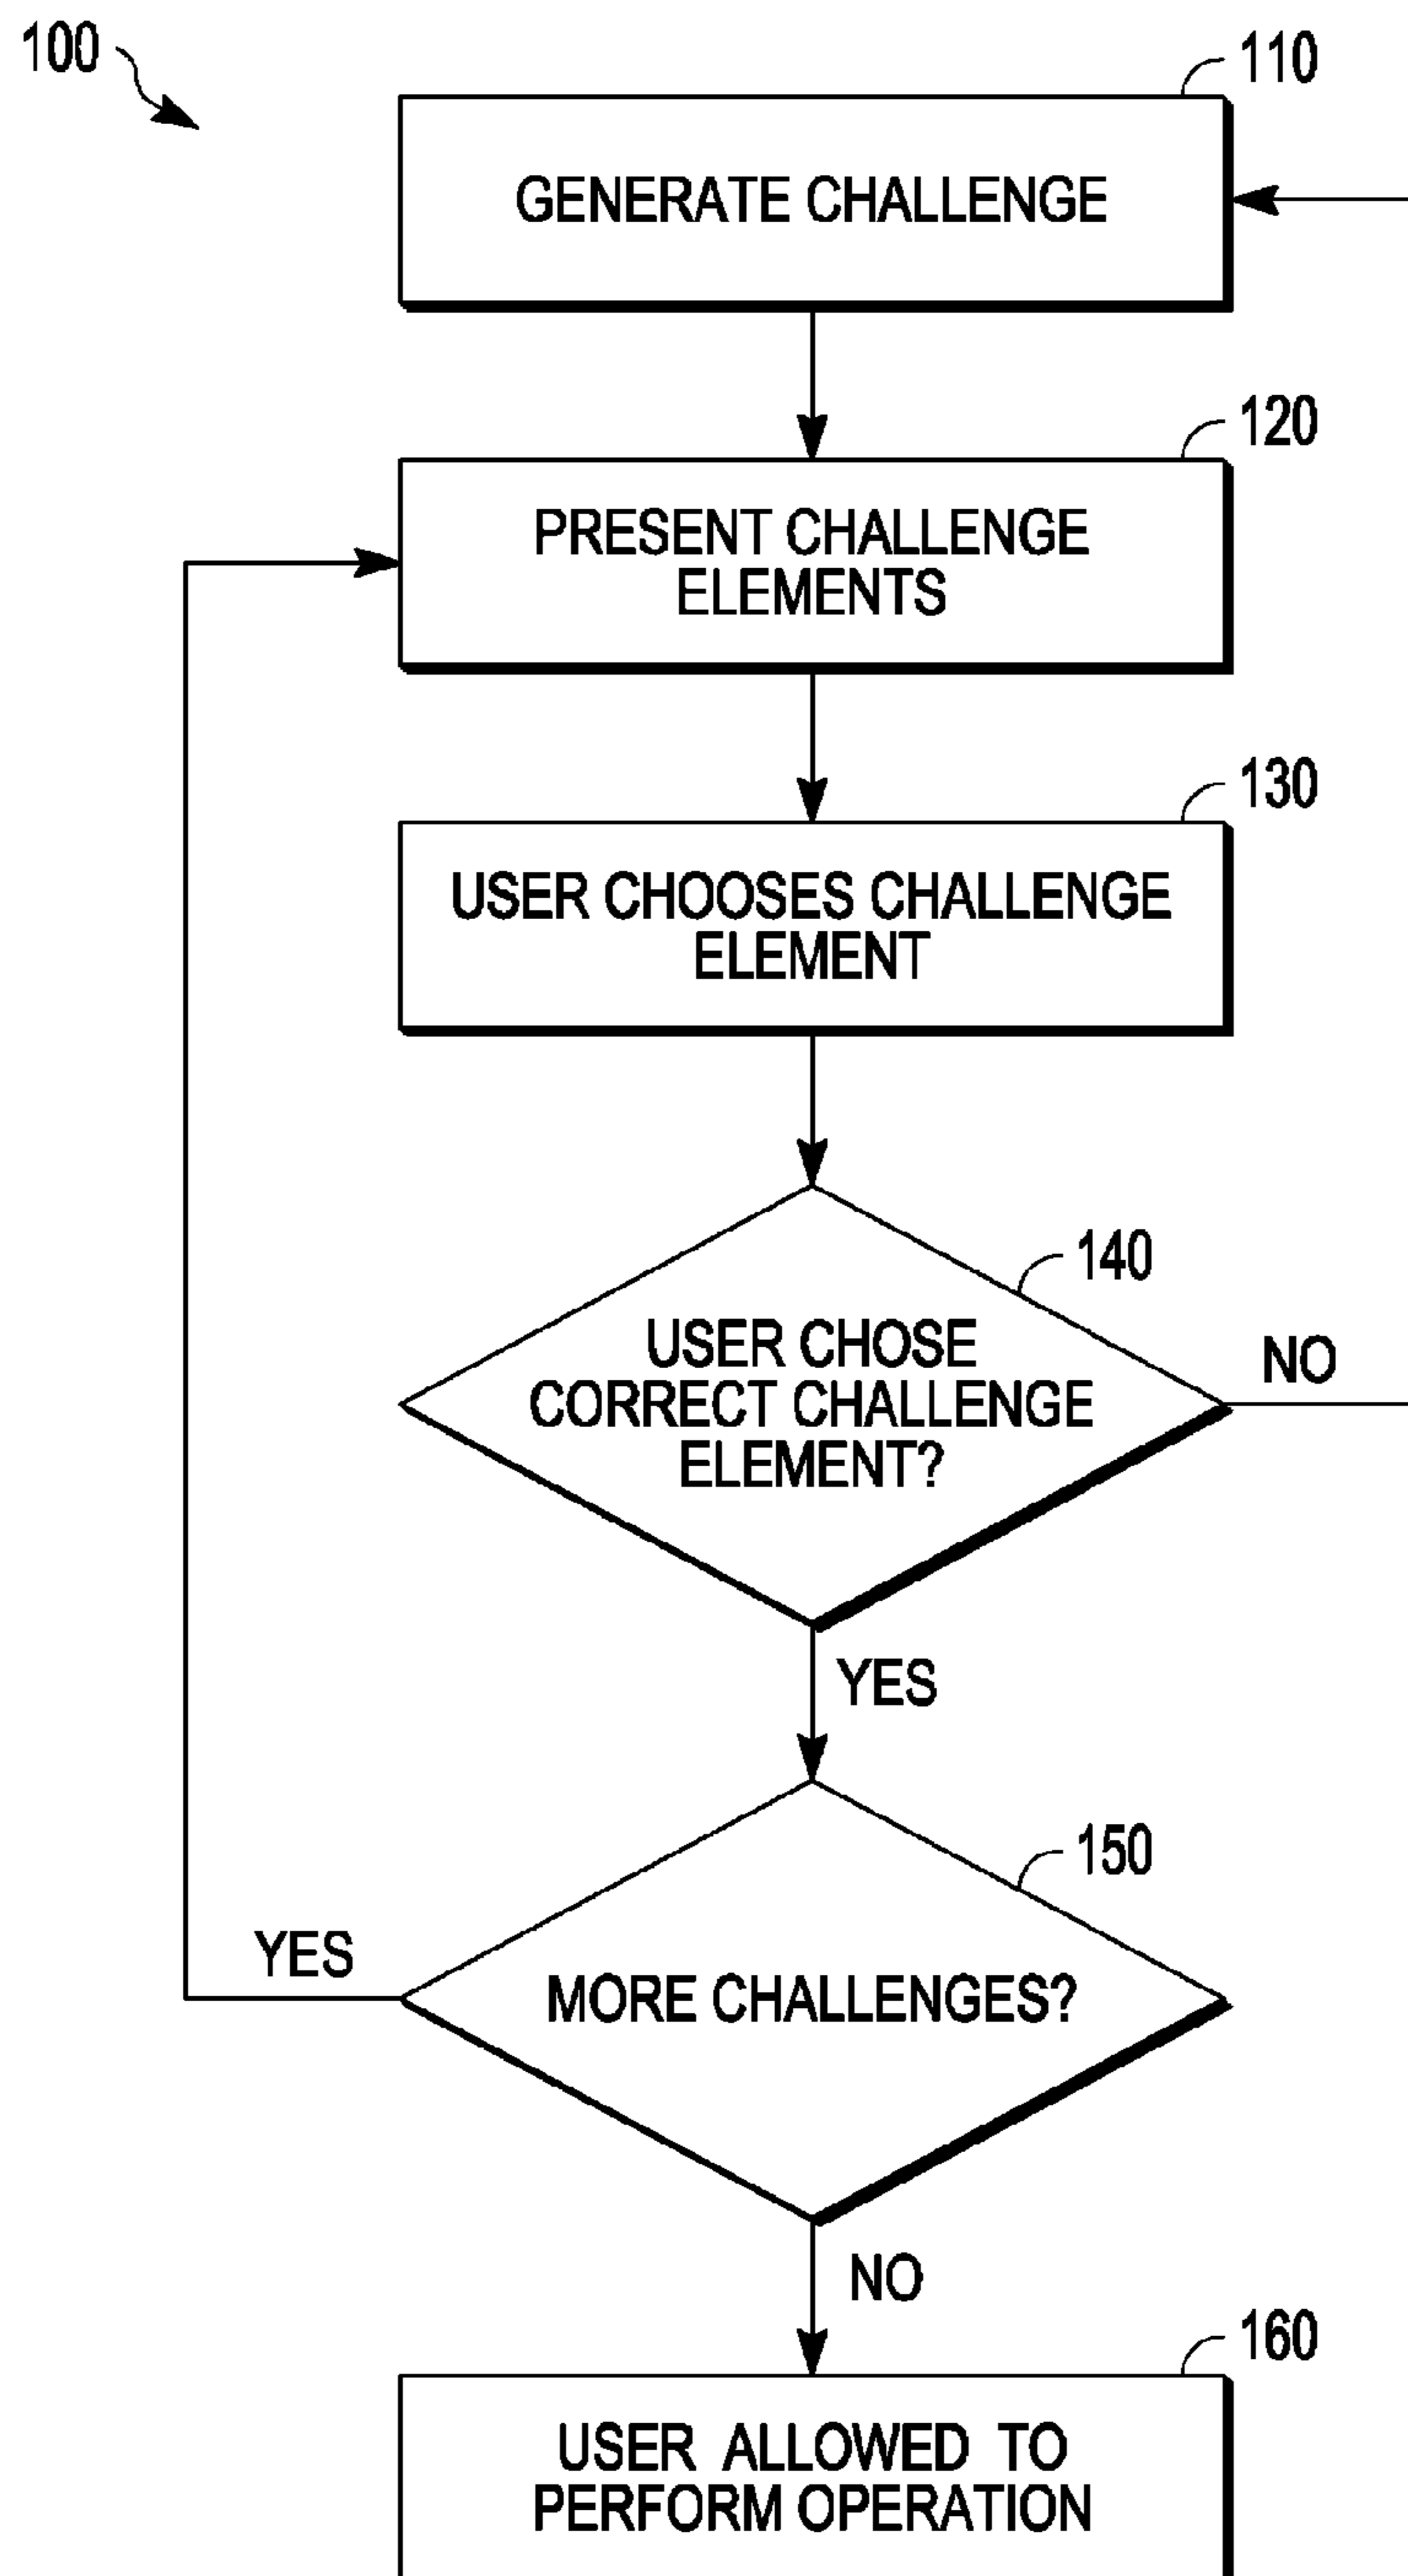 100
110
GENERATE CHALLENGE
120
PRESENT CHALLENGE
ELEMENTS
130
USER CHOOSES CHALLENGE
ELEMENT
140
USER CHOSE
CORRECT CHALLENGE
ELEMENT?
NO
YES
150
MORE CHALLENGES?
YES
NO
160
USER ALLOWED TO
PERFORM OPERATION